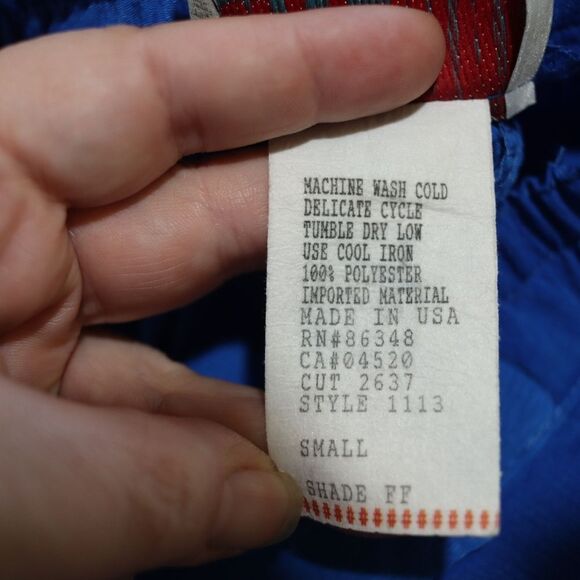 MACHINE WASH COLD
DELICATE CYCLE
TUMBLE DRY LOW
USE COOL IRON
100% POLYESTER
IMPORTED MATERIAL
MADE IN USA
RN#86348
CA#04520
CUT 2637
STYLE 1113
SMALL
SHADE FF